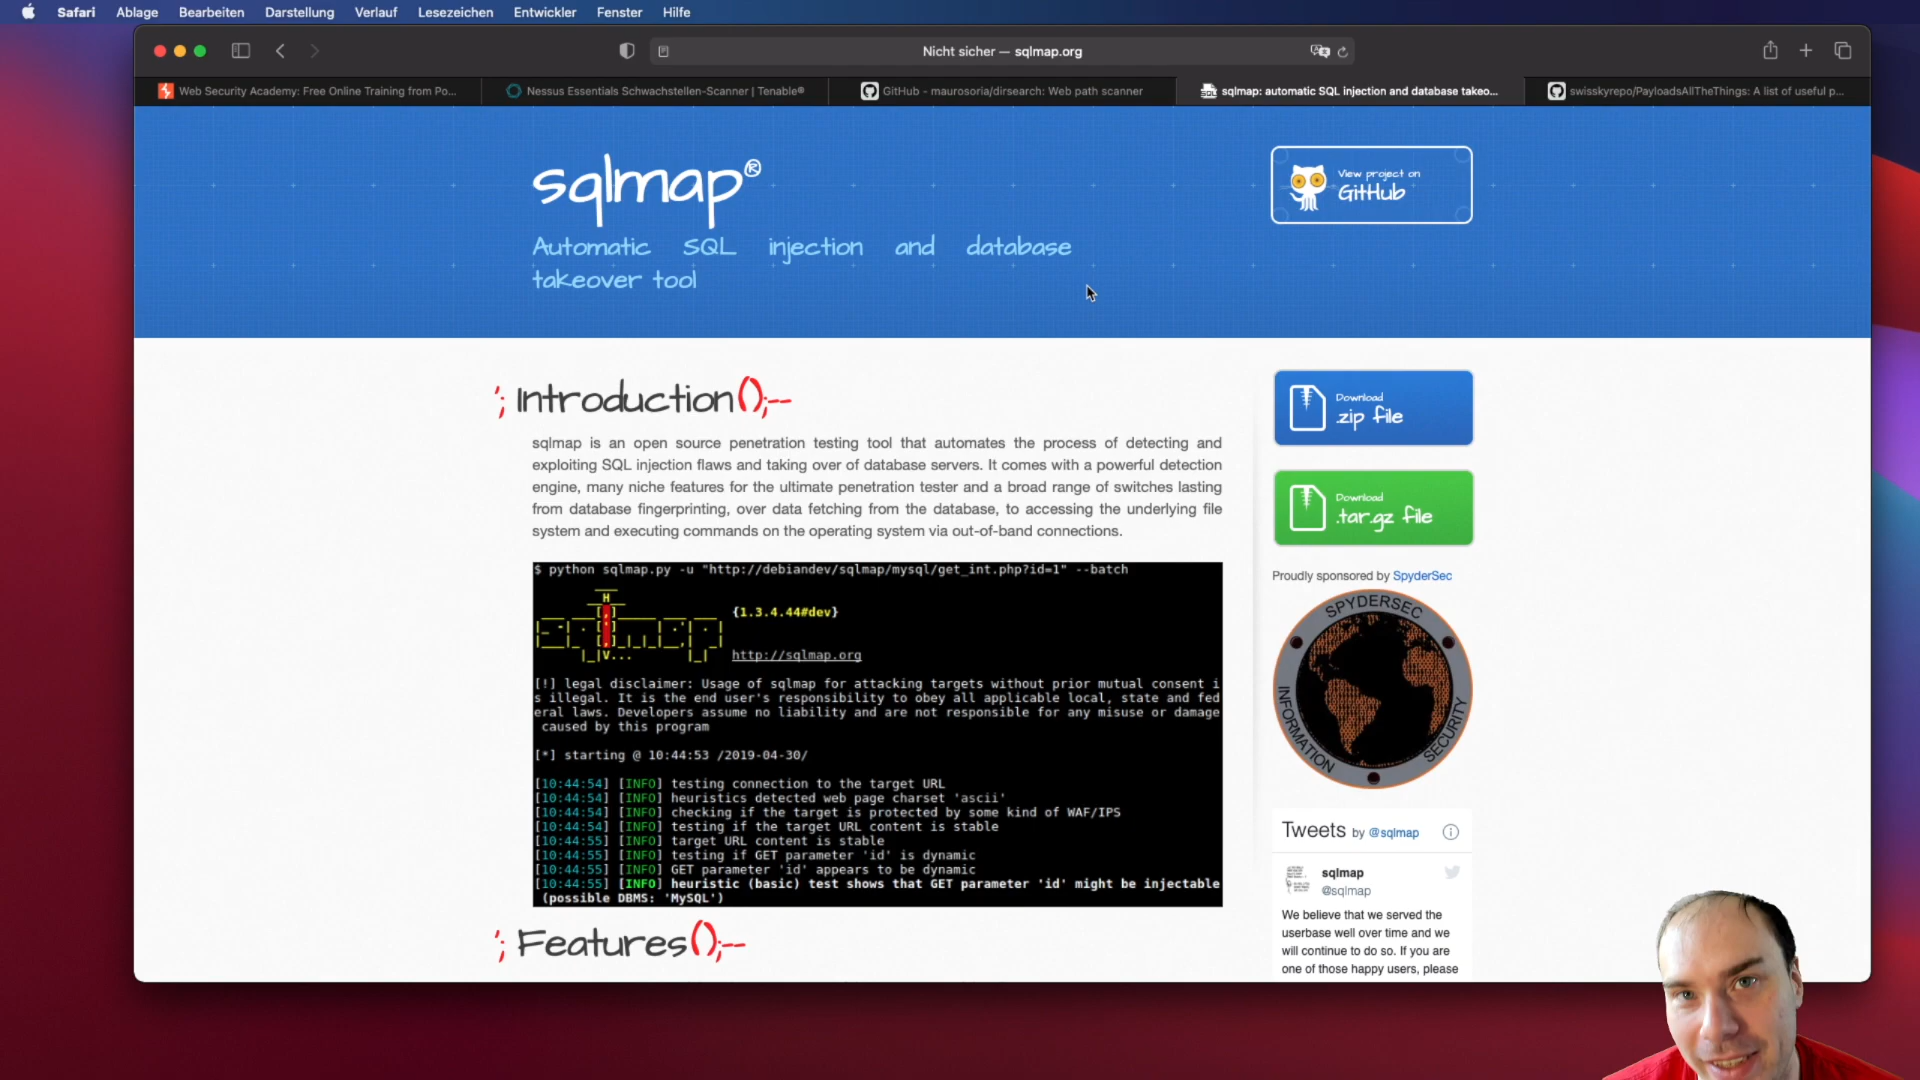 Safari Ablage Bearbeiten Darstellung Verlauf Lesezeichen Entwickler Fenster Hilfe
Nicht sicher — sqlmap.org
Web Security Academy: Free Online Training from Po...
Nessus Essentials Schwachstellen-Scanner | Tenable®
GitHub - maurosoria/dirsearch: Web path scanner
sqlmap: automatic SQL injection and database takeo...
swisskyrepo/PayloadsAllTheThings: A list of useful p...
sqlmap®
Automatic SQL injection and database
takeover tool
View project on
GitHub
'; Introduction();--
sqlmap is an open source penetration testing tool that automates the process of detecting and
exploiting SQL injection flaws and taking over of database servers. It comes with a powerful detection
engine, many niche features for the ultimate penetration tester and a broad range of switches lasting
from database fingerprinting, over data fetching from the database, to accessing the underlying file
system and executing commands on the operating system via out-of-band connections.
$ python sqlmap.py -u "http://debiandev/sqlmap/mysql/get_int.php?id=1" --batch
{1.3.4.44#dev}
http://sqlmap.org
[!] legal disclaimer: Usage of sqlmap for attacking targets without prior mutual consent i
s illegal. It is the end user's responsibility to obey all applicable local, state and fed
eral laws. Developers assume no liability and are not responsible for any misuse or damage
caused by this program
[*] starting @ 10:44:53 /2019-04-30/
[10:44:54] [INFO] testing connection to the target URL
[10:44:54] [INFO] heuristics detected web page charset 'ascii'
[10:44:54] [INFO] checking if the target is protected by some kind of WAF/IPS
[10:44:54] [INFO] testing if the target URL content is stable
[10:44:55] [INFO] target URL content is stable
[10:44:55] [INFO] testing if GET parameter 'id' is dynamic
[10:44:55] [INFO] GET parameter 'id' appears to be dynamic
[10:44:55] [INFO] heuristic (basic) test shows that GET parameter 'id' might be injectable
(possible DBMS: 'MySQL')
'; Features();--
Download
.zip file
Download
.tar.gz file
Proudly sponsored by SpyderSec
SPYDERSEC
INFORMATION SECURITY
Tweets by @sqlmap
sqlmap
@sqlmap
We believe that we served the
userbase well over time and we
will continue to do so. If you are
one of those happy users, please